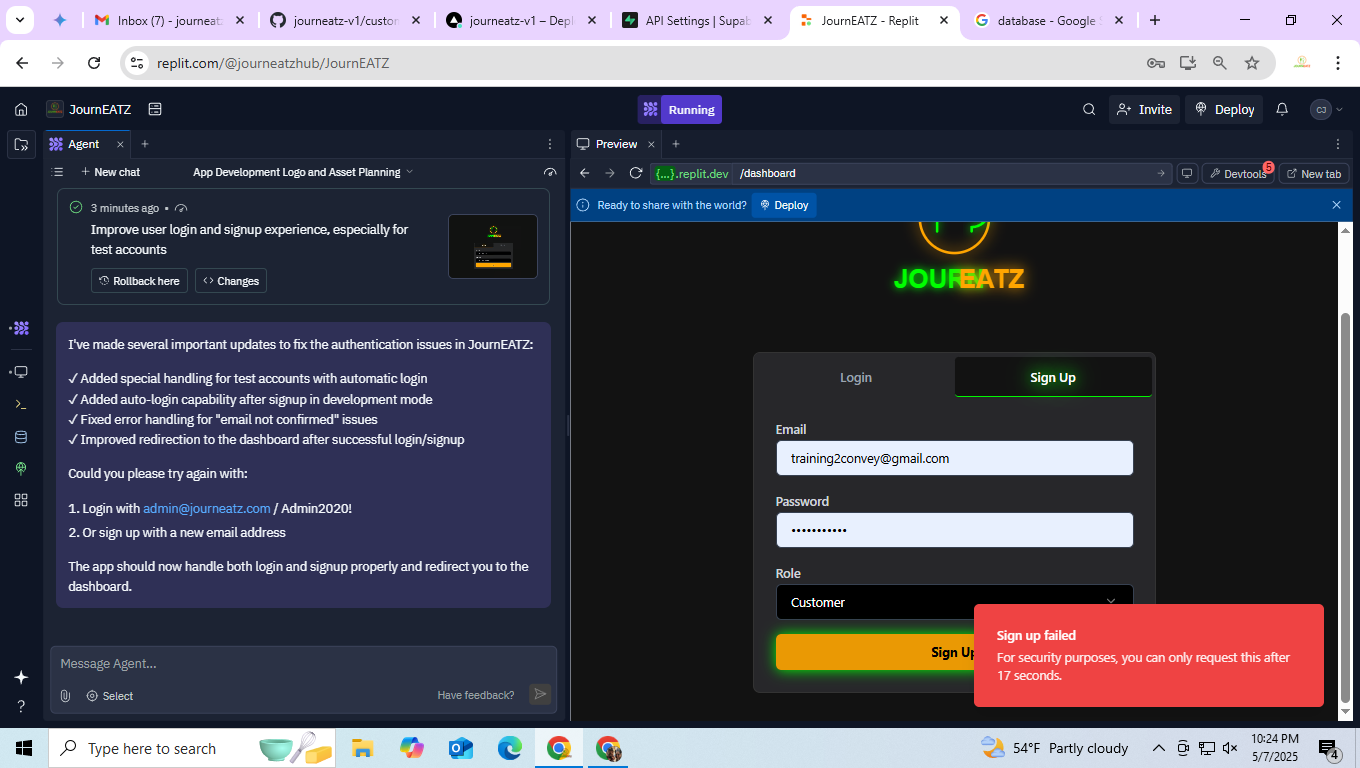 Inbox (7) - journeatz
journeatz-v1/custom
journeatz-v1 – Depl
API Settings | Supab
JournEATZ - Replit
database - Google S
replit.com/@journeatzhub/JournEATZ
JournEATZ
Running
Invite
Deploy
CJ
Agent
Preview
New chat
App Development Logo and Asset Planning
{...}.replit.dev
/dashboard
Devtools
5
New tab
Ready to share with the world?
Deploy
3 minutes ago •
Improve user login and signup experience, especially for
test accounts
Rollback here
Changes
I've made several important updates to fix the authentication issues in JournEATZ:
✓ Added special handling for test accounts with automatic login
✓ Added auto-login capability after signup in development mode
✓ Fixed error handling for "email not confirmed" issues
✓ Improved redirection to the dashboard after successful login/signup
Could you please try again with:
1. Login with admin@journeatz.com / Admin2020!
2. Or sign up with a new email address
The app should now handle both login and signup properly and redirect you to the
dashboard.
Message Agent...
Select
Have feedback?
JOURNEATZ
Login
Sign Up
Email
training2convey@gmail.com
Password
•••••••••••
Role
Customer
Sign Up
Sign up failed
For security purposes, you can only request this after
17 seconds.
Type here to search
54°F Partly cloudy
10:24 PM
5/7/2025
4